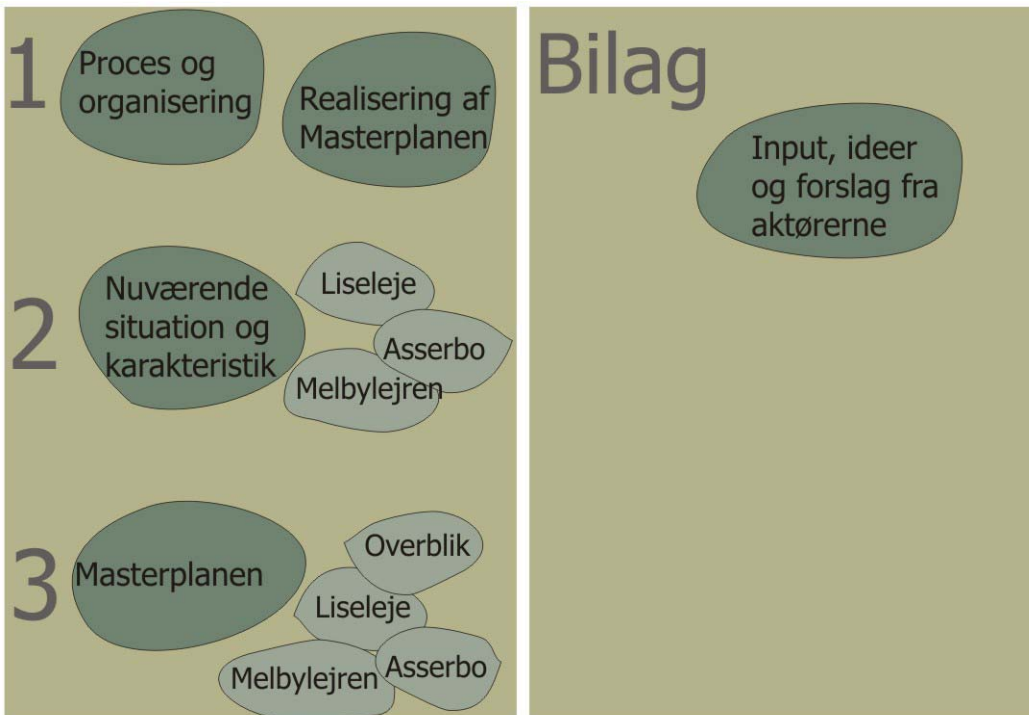 1
Proces og
organisering
Realisering af
Masterplanen
2
Nuværende
situation og
karakteristik
Liseleje
Asserbo
Melbylejren
3
Masterplanen
Overblik
Liseleje
Asserbo
Melbylejren
Bilag
Input, ideer
og forslag fra
aktørerne